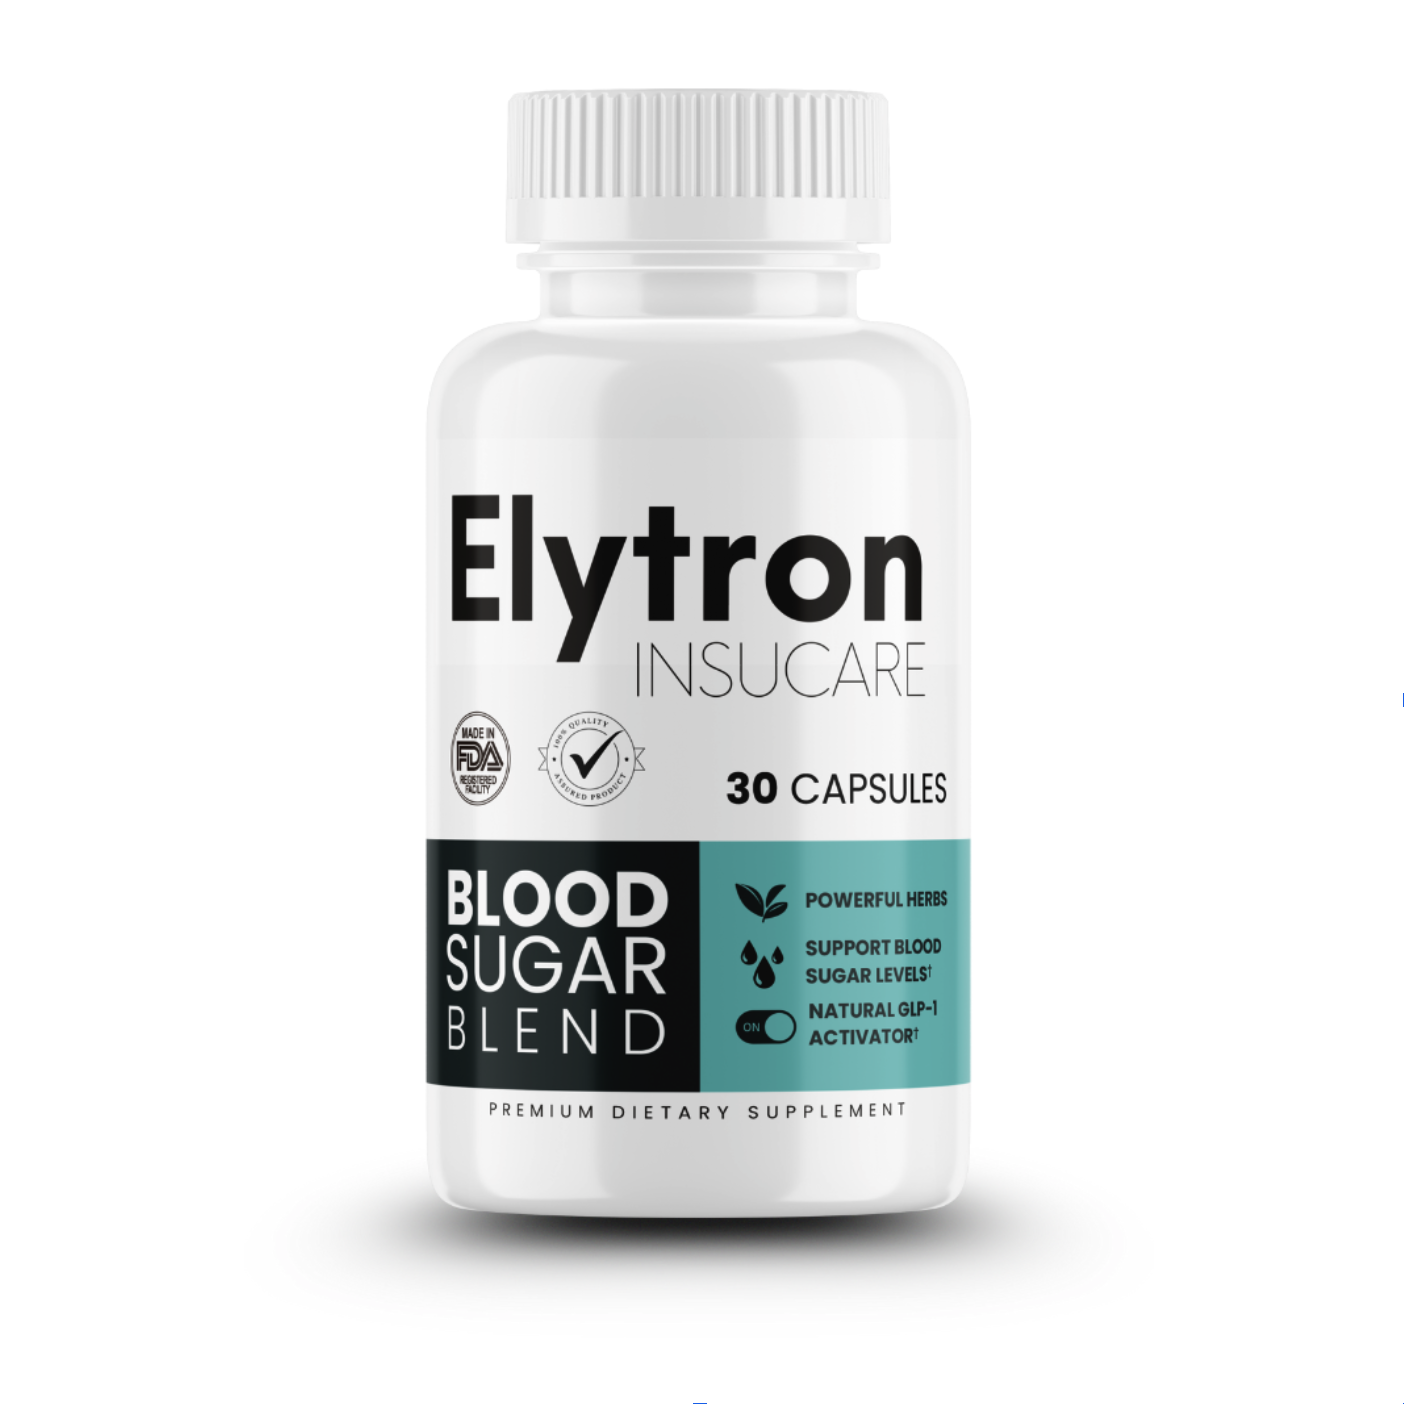 Elytron
INSUCARE
MADE IN
FDA
REGISTERED
FACILITY
100% QUALITY
ASSURED PRODUCT
30 CAPSULES
BLOOD
SUGAR
BLEND
POWERFUL HERBS
SUPPORT BLOOD
SUGAR LEVELS†
ON
NATURAL GLP-1
ACTIVATOR†
PREMIUM DIETARY SUPPLEMENT